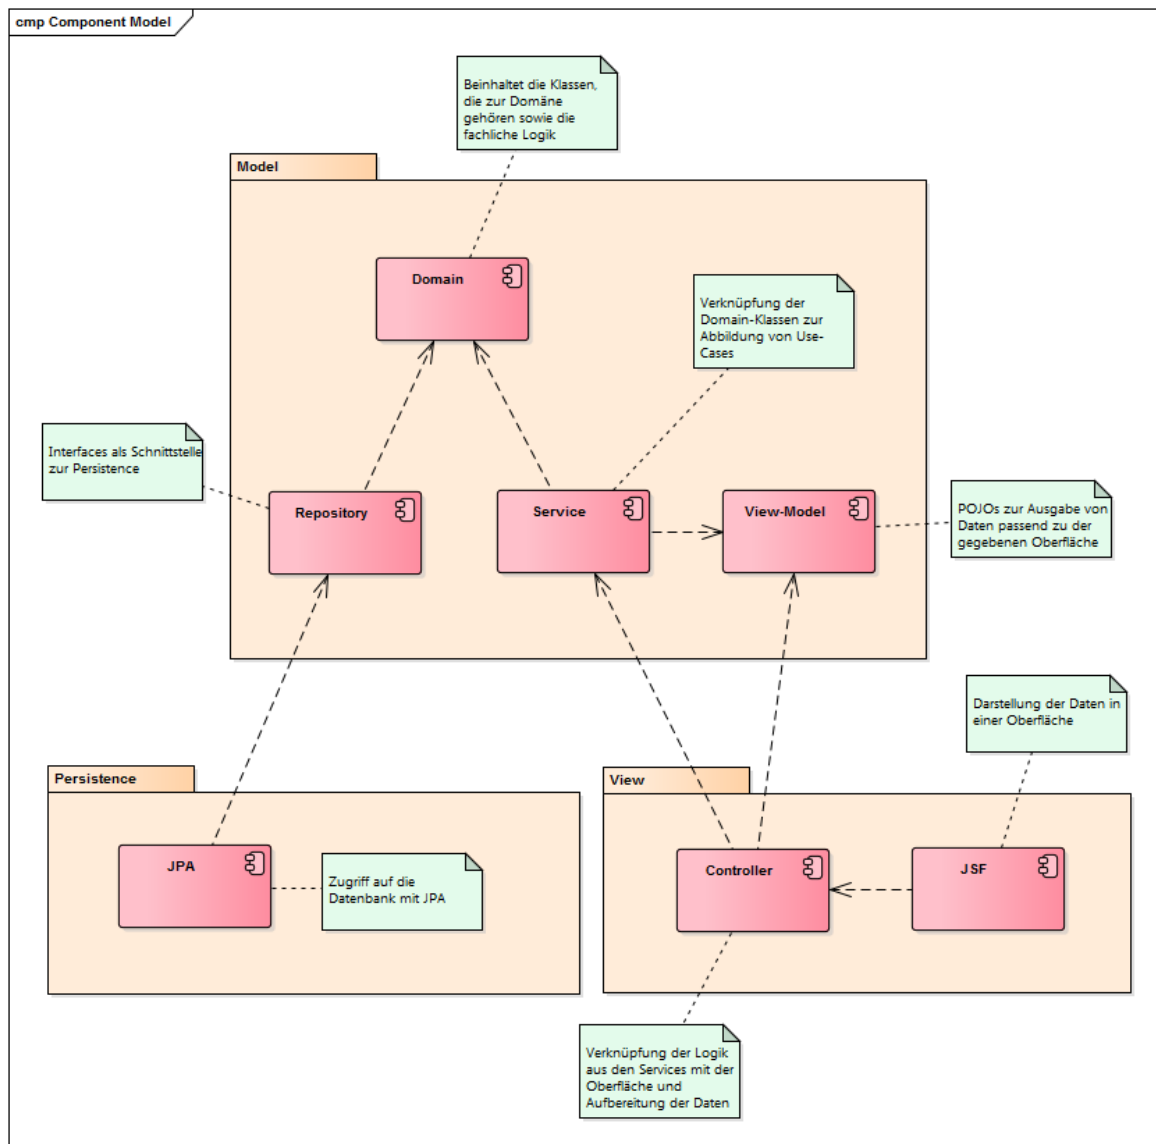 cmp Component Model
Beinhaltet die Klassen,
die zur Domäne
gehören sowie die
fachliche Logik
Model
Domain
Verknüpfung der
Domain-Klassen zur
Abbildung von Use-
Cases
Interfaces als Schnittstelle
zur Persistence
Repository
Service
View-Model
POJOs zur Ausgabe von
Daten passend zu der
gegebenen Oberfläche
Darstellung der Daten in
einer Oberfläche
Persistence
JPA
Zugriff auf die
Datenbank mit JPA
View
Controller
JSF
Verknüpfung der Logik
aus den Services mit der
Oberfläche und
Aufbereitung der Daten